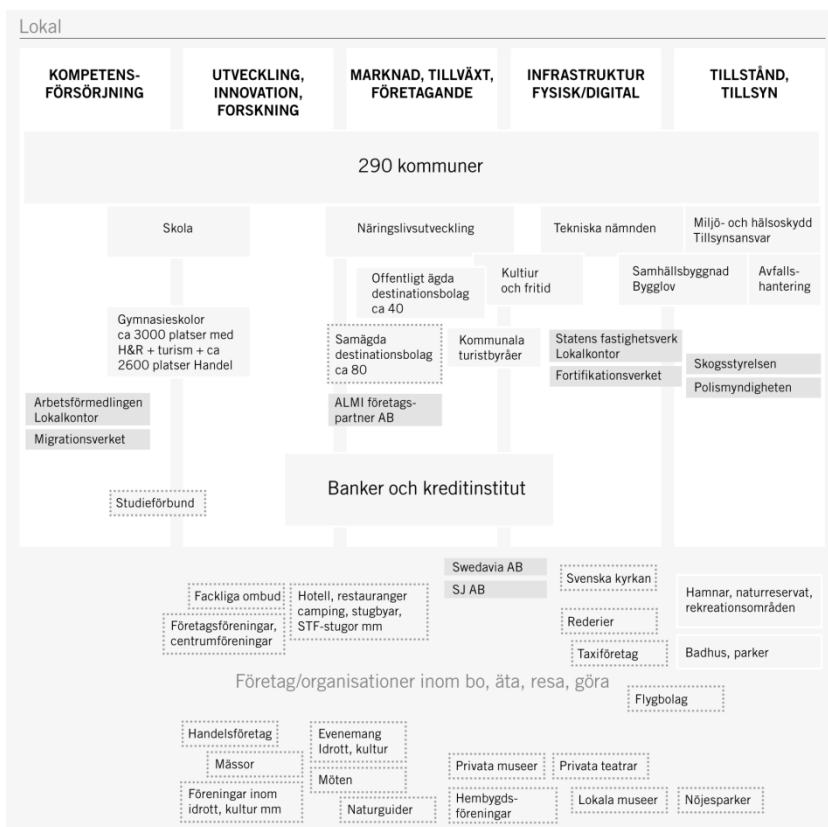 Lokal
KOMPETENS-
FÖRSÖRJNING
UTVECKLING,
INNOVATION,
FORSKNING
MARKNAD, TILLVÄXT,
FÖRETAGANDE
INFRASTRUKTUR
FYSISK/DIGITAL
TILLSTÅND,
TILLSYN
290 kommuner
Skola
Näringslivsutveckling
Tekniska nämnden
Miljö- och hälsoskydd
Tillsynsansvar
Offentligt ägda
destinationsbolag
ca 40
Kultiur
och fritid
Samhällsbyggnad
Bygglov
Avfalls-
hantering
Gymnasieskolor
ca 3000 platser med
H&R + turism + ca
2600 platser Handel
Samägda
destinationsbolag
ca 80
Kommunala
turistbyråer
Statens fastighetsverk
Lokalkontor
Fortifikationsverket
Skogsstyrelsen
Polismyndigheten
Arbetsförmedlingen
Lokalkontor
Migrationsverket
ALMI företags-
partner AB
Banker och kreditinstitut
Studieförbund
Swedavia AB
SJ AB
Svenska kyrkan
Fackliga ombud
Hotell, restauranger
camping, stugbyar,
STF-stugor mm
Hamnar, naturreservat,
rekreationsområden
Företagsföreningar,
centrumföreningar
Rederier
Taxiföretag
Badhus, parker
Företag/organisationer inom bo, äta, resa, göra
Flygbolag
Handelsföretag
Evenemang
Idrott, kultur
Mässor
Möten
Privata museer
Privata teatrar
Föreningar inom
idrott, kultur mm
Naturguider
Hembygds-
föreningar
Lokala museer
Nöjesparker